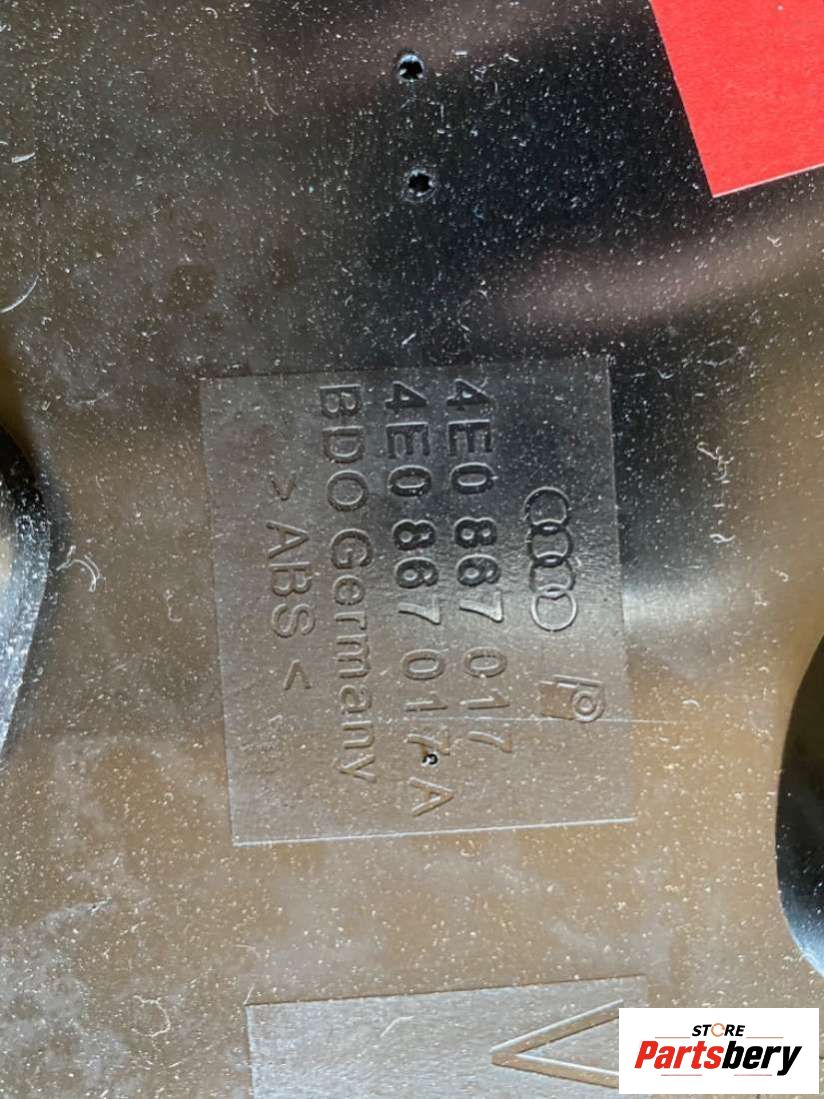 4E0 867 017
4E0 867 017 A
BDO Germany
> ABS <
STORE
Partsbery